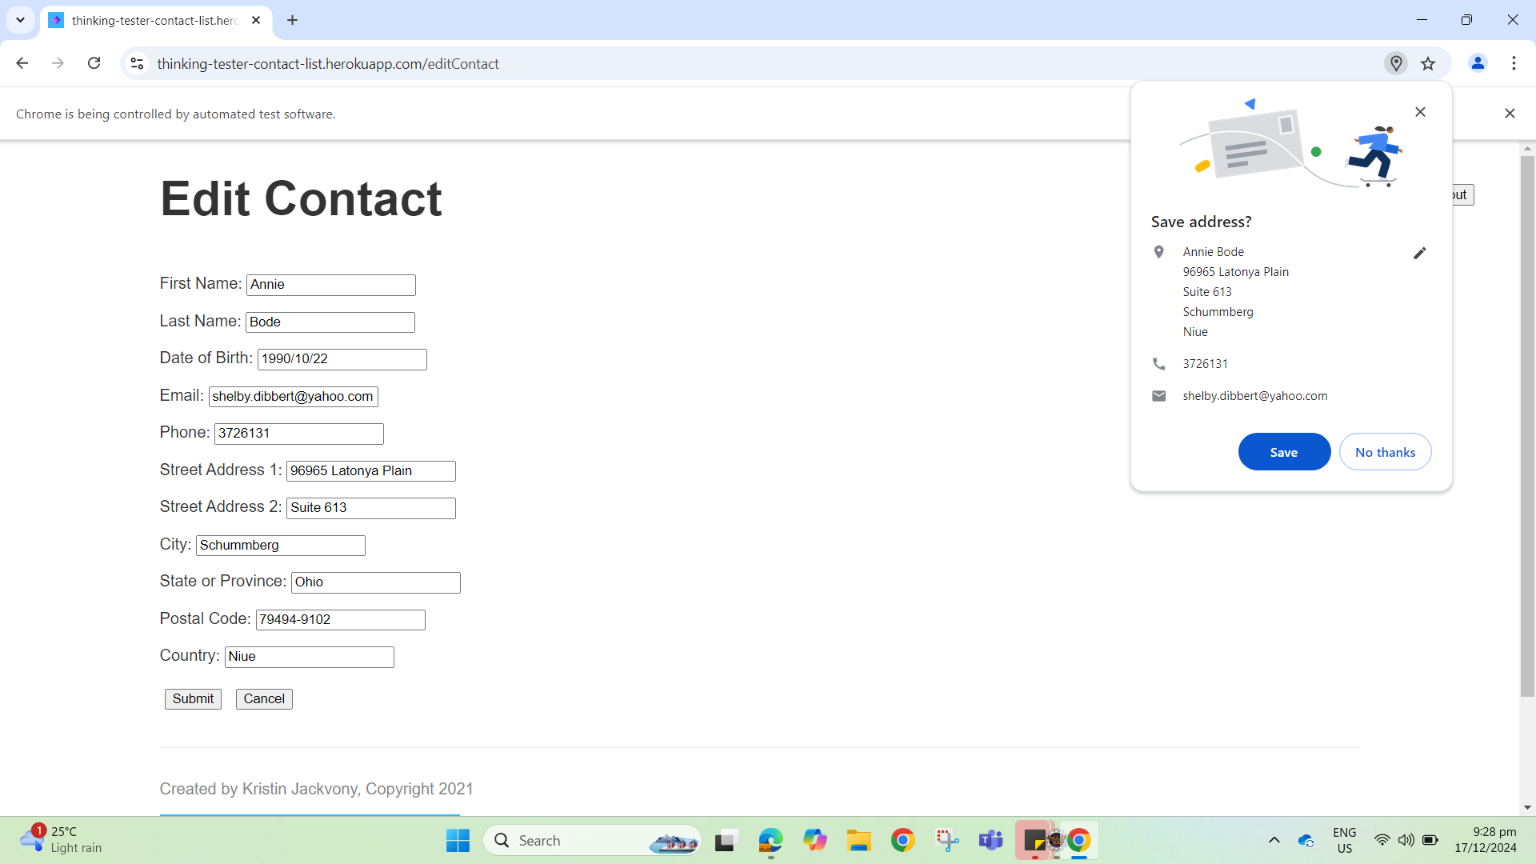 thinking-tester-contact-list.hero
thinking-tester-contact-list.herokuapp.com/editContact
Chrome is being controlled by automated test software.
Edit Contact
First Name: Annie
Last Name: Bode
Date of Birth: 1990/10/22
Email: shelby.dibbert@yahoo.com
Phone: 3726131
Street Address 1: 96965 Latonya Plain
Street Address 2: Suite 613
City: Schummberg
State or Province: Ohio
Postal Code: 79494-9102
Country: Niue
Submit Cancel
Created by Kristin Jackvony, Copyright 2021
Save address?
Annie Bode
96965 Latonya Plain
Suite 613
Schummberg
Niue
3726131
shelby.dibbert@yahoo.com
Save No thanks
out
1
25°C
Light rain
Search
ENG
US
9:28 pm
17/12/2024